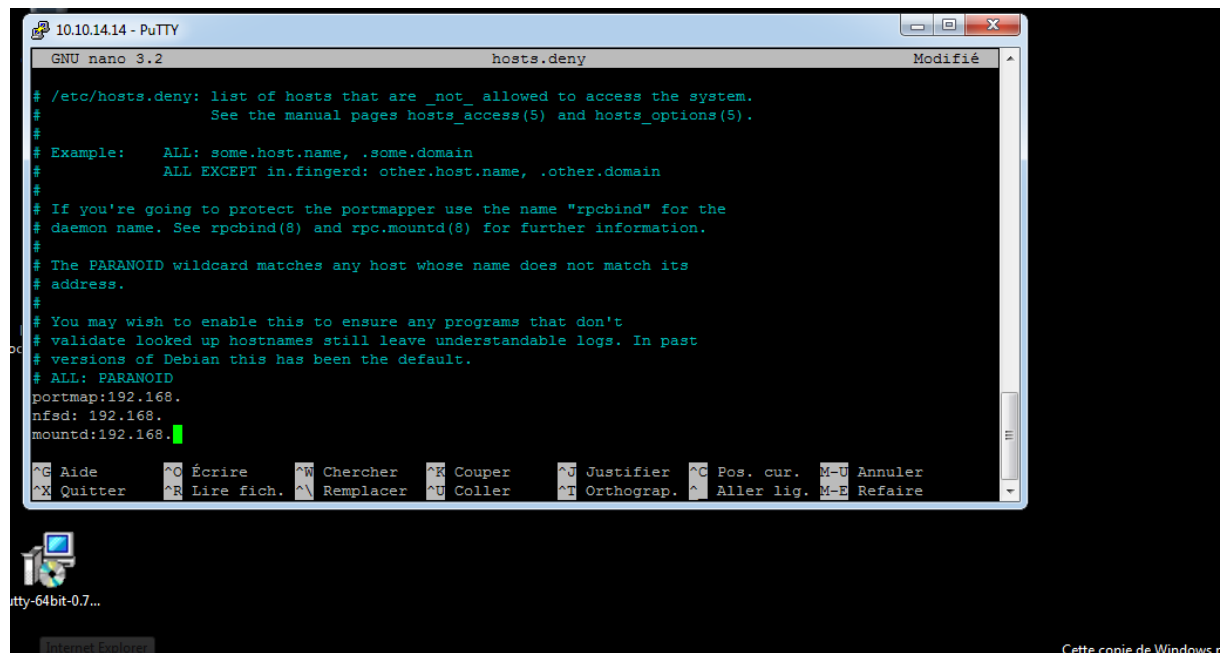 10.10.14.14 - PuTTY
GNU nano 3.2 hosts.deny Modifié
# /etc/hosts.deny: list of hosts that are _not_ allowed to access the system.
# See the manual pages hosts_access(5) and hosts_options(5).
#
# Example: ALL: some.host.name, .some.domain
# ALL EXCEPT in.fingerd: other.host.name, .other.domain
#
# If you're going to protect the portmapper use the name "rpcbind" for the
# daemon name. See rpcbind(8) and rpc.mountd(8) for further information.
#
# The PARANOID wildcard matches any host whose name does not match its
# address.
#
# You may wish to enable this to ensure any programs that don't
# validate looked up hostnames still leave understandable logs. In past
# versions of Debian this has been the default.
# ALL: PARANOID
portmap:192.168.
nfsd: 192.168.
mountd:192.168.
^G Aide ^O Écrire ^W Chercher ^K Couper ^J Justifier ^C Pos. cur. M-U Annuler
^X Quitter ^R Lire fich. ^\ Remplacer ^U Coller ^T Orthograp. ^_ Aller lig. M-E Refaire
utty-64bit-0.7...
Internet Explorer
Cette copie de Windows